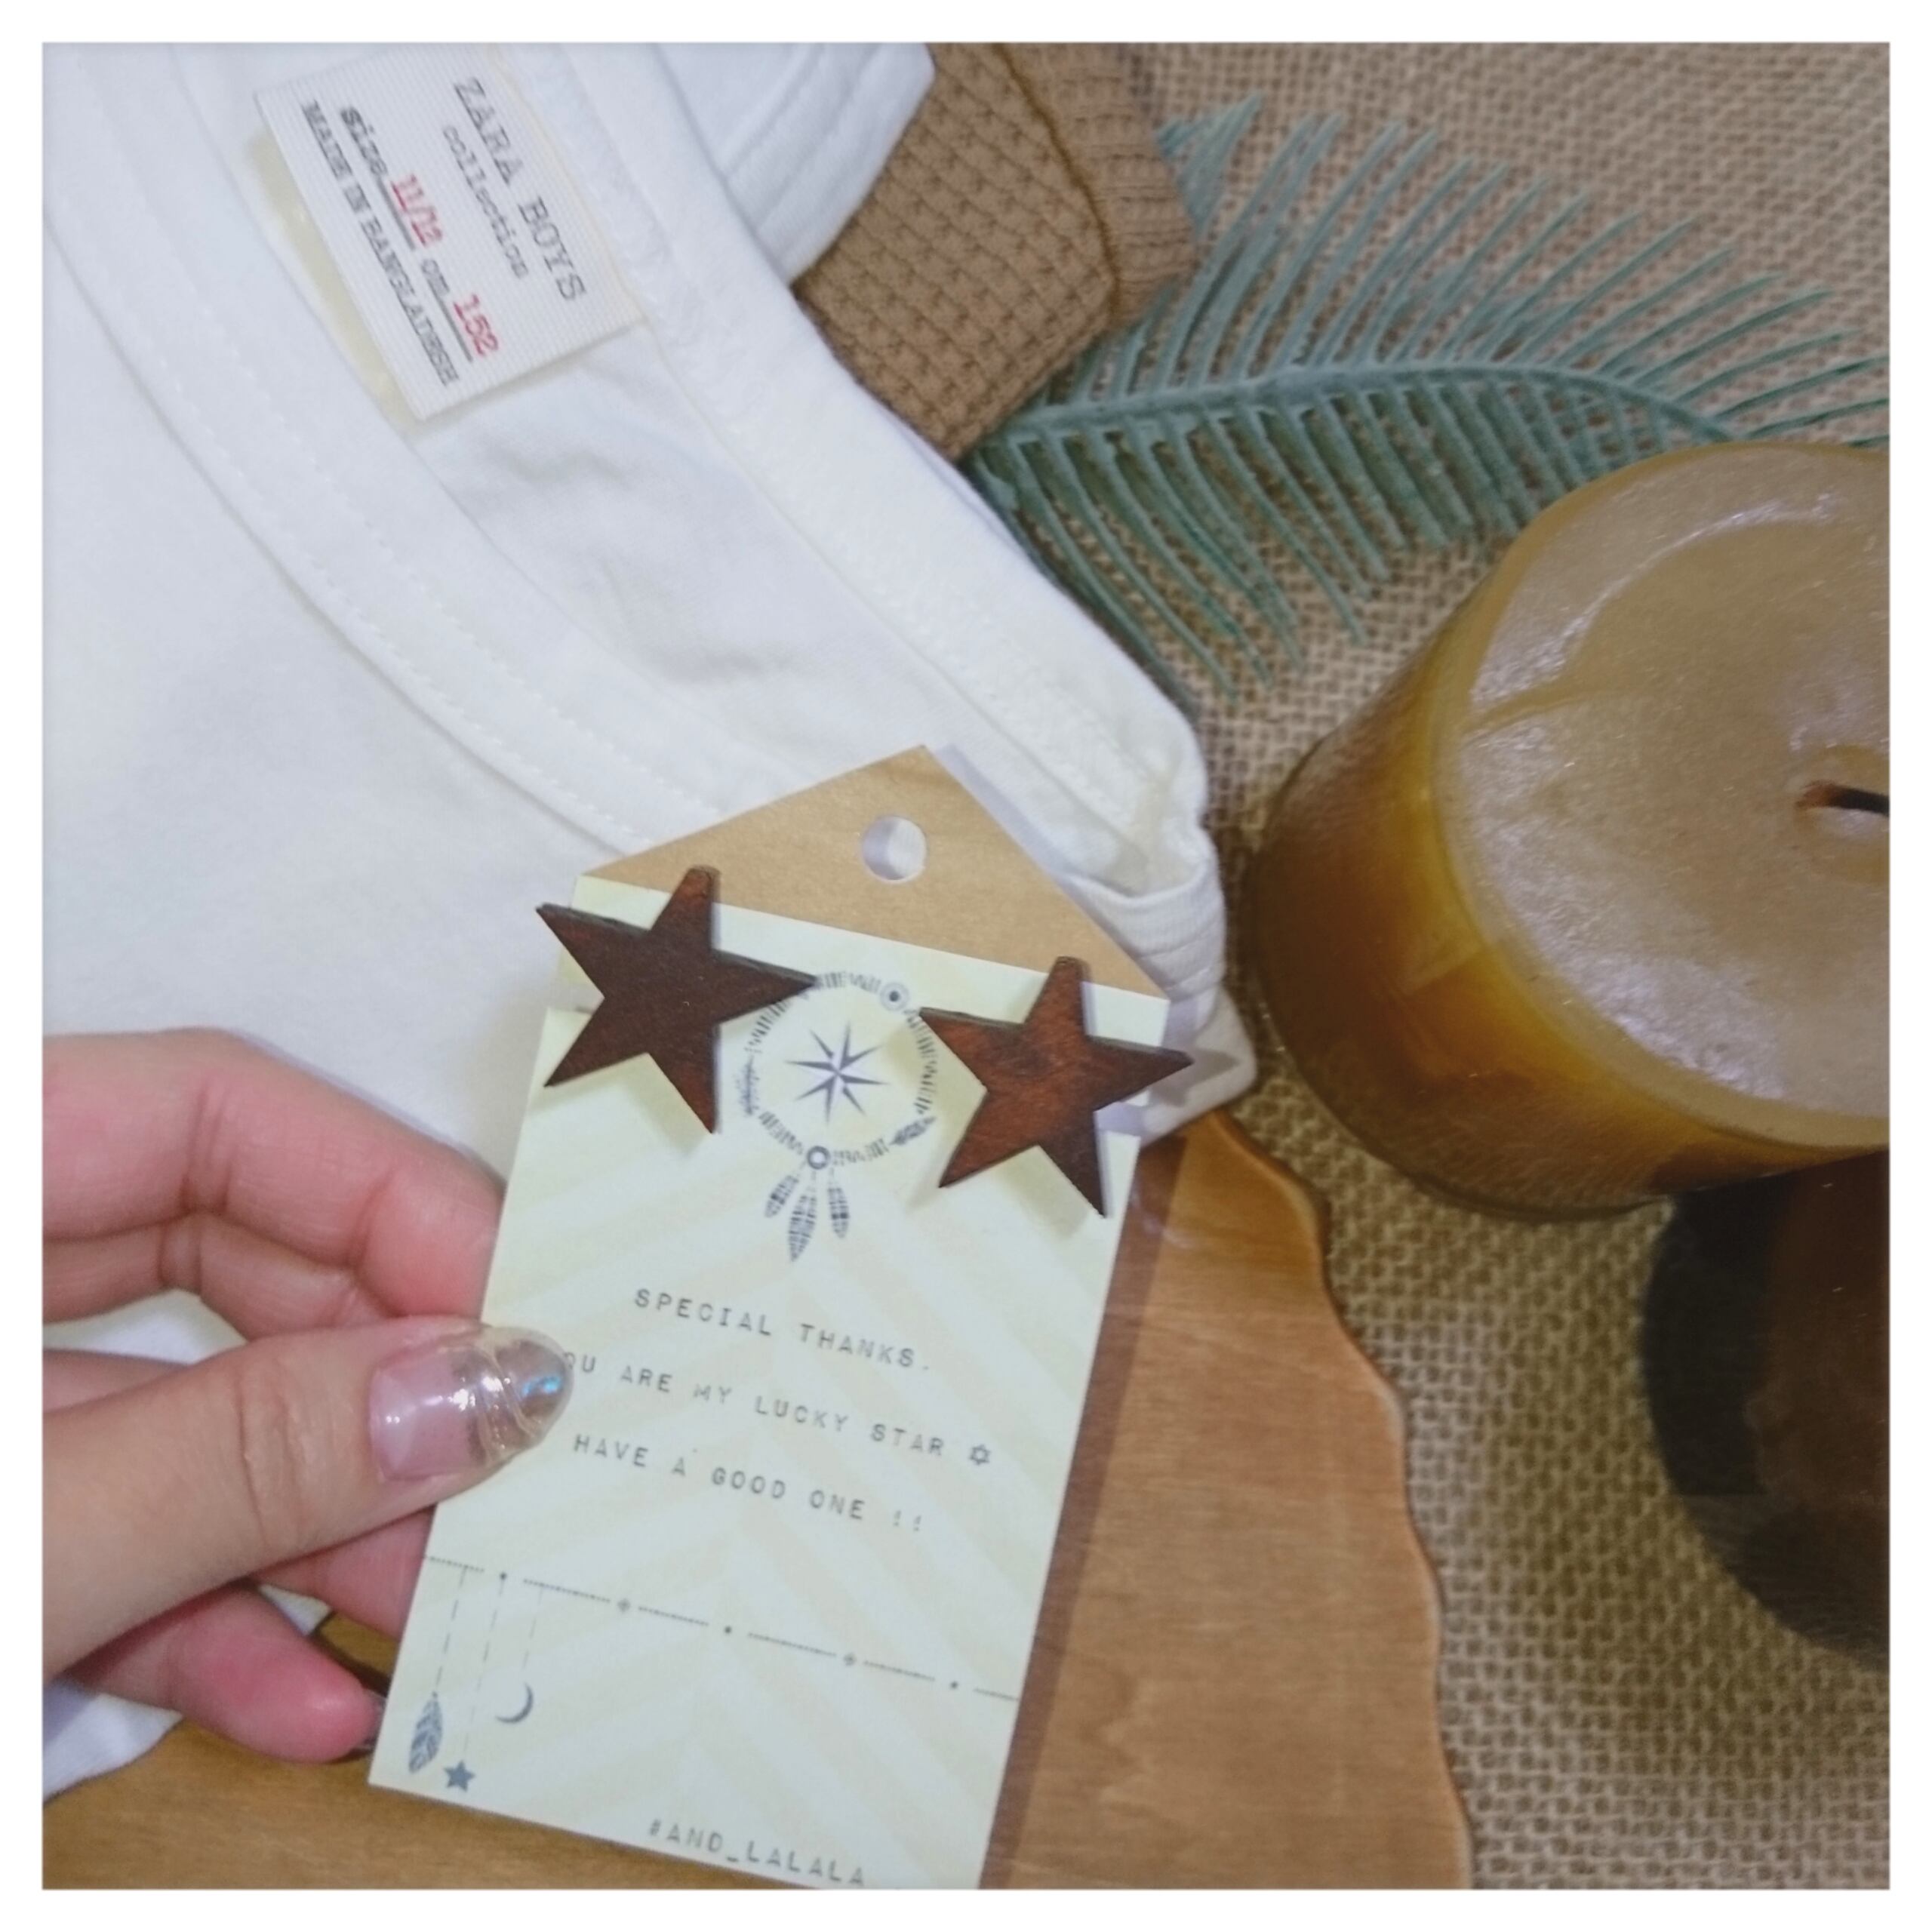 ZARA BOYS
collection
size 11/12 cm 152
MADE IN BANGLADESH
SPECIAL THANKS.
OU ARE MY LUCKY STAR ✡
HAVE A GOOD ONE !!
#AND_LALALA